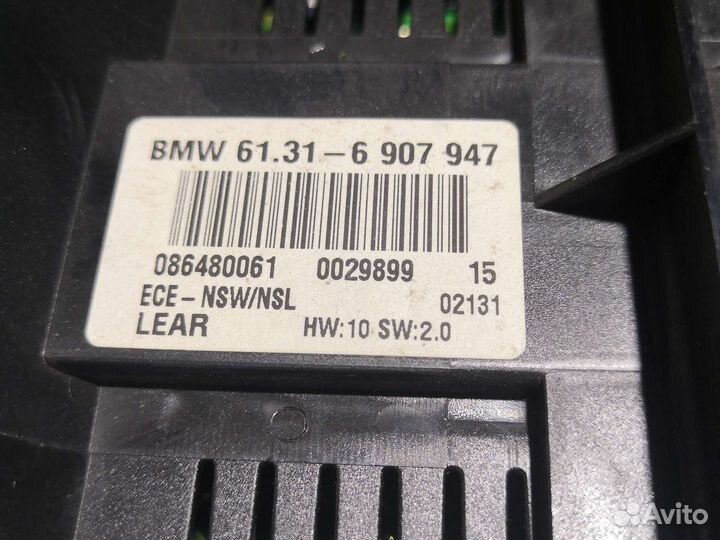 BMW 61.31-6 907 947
086480061 0029899 15
ECE-NSW/NSL 02131
LEAR HW:10 SW:2.0
Avito